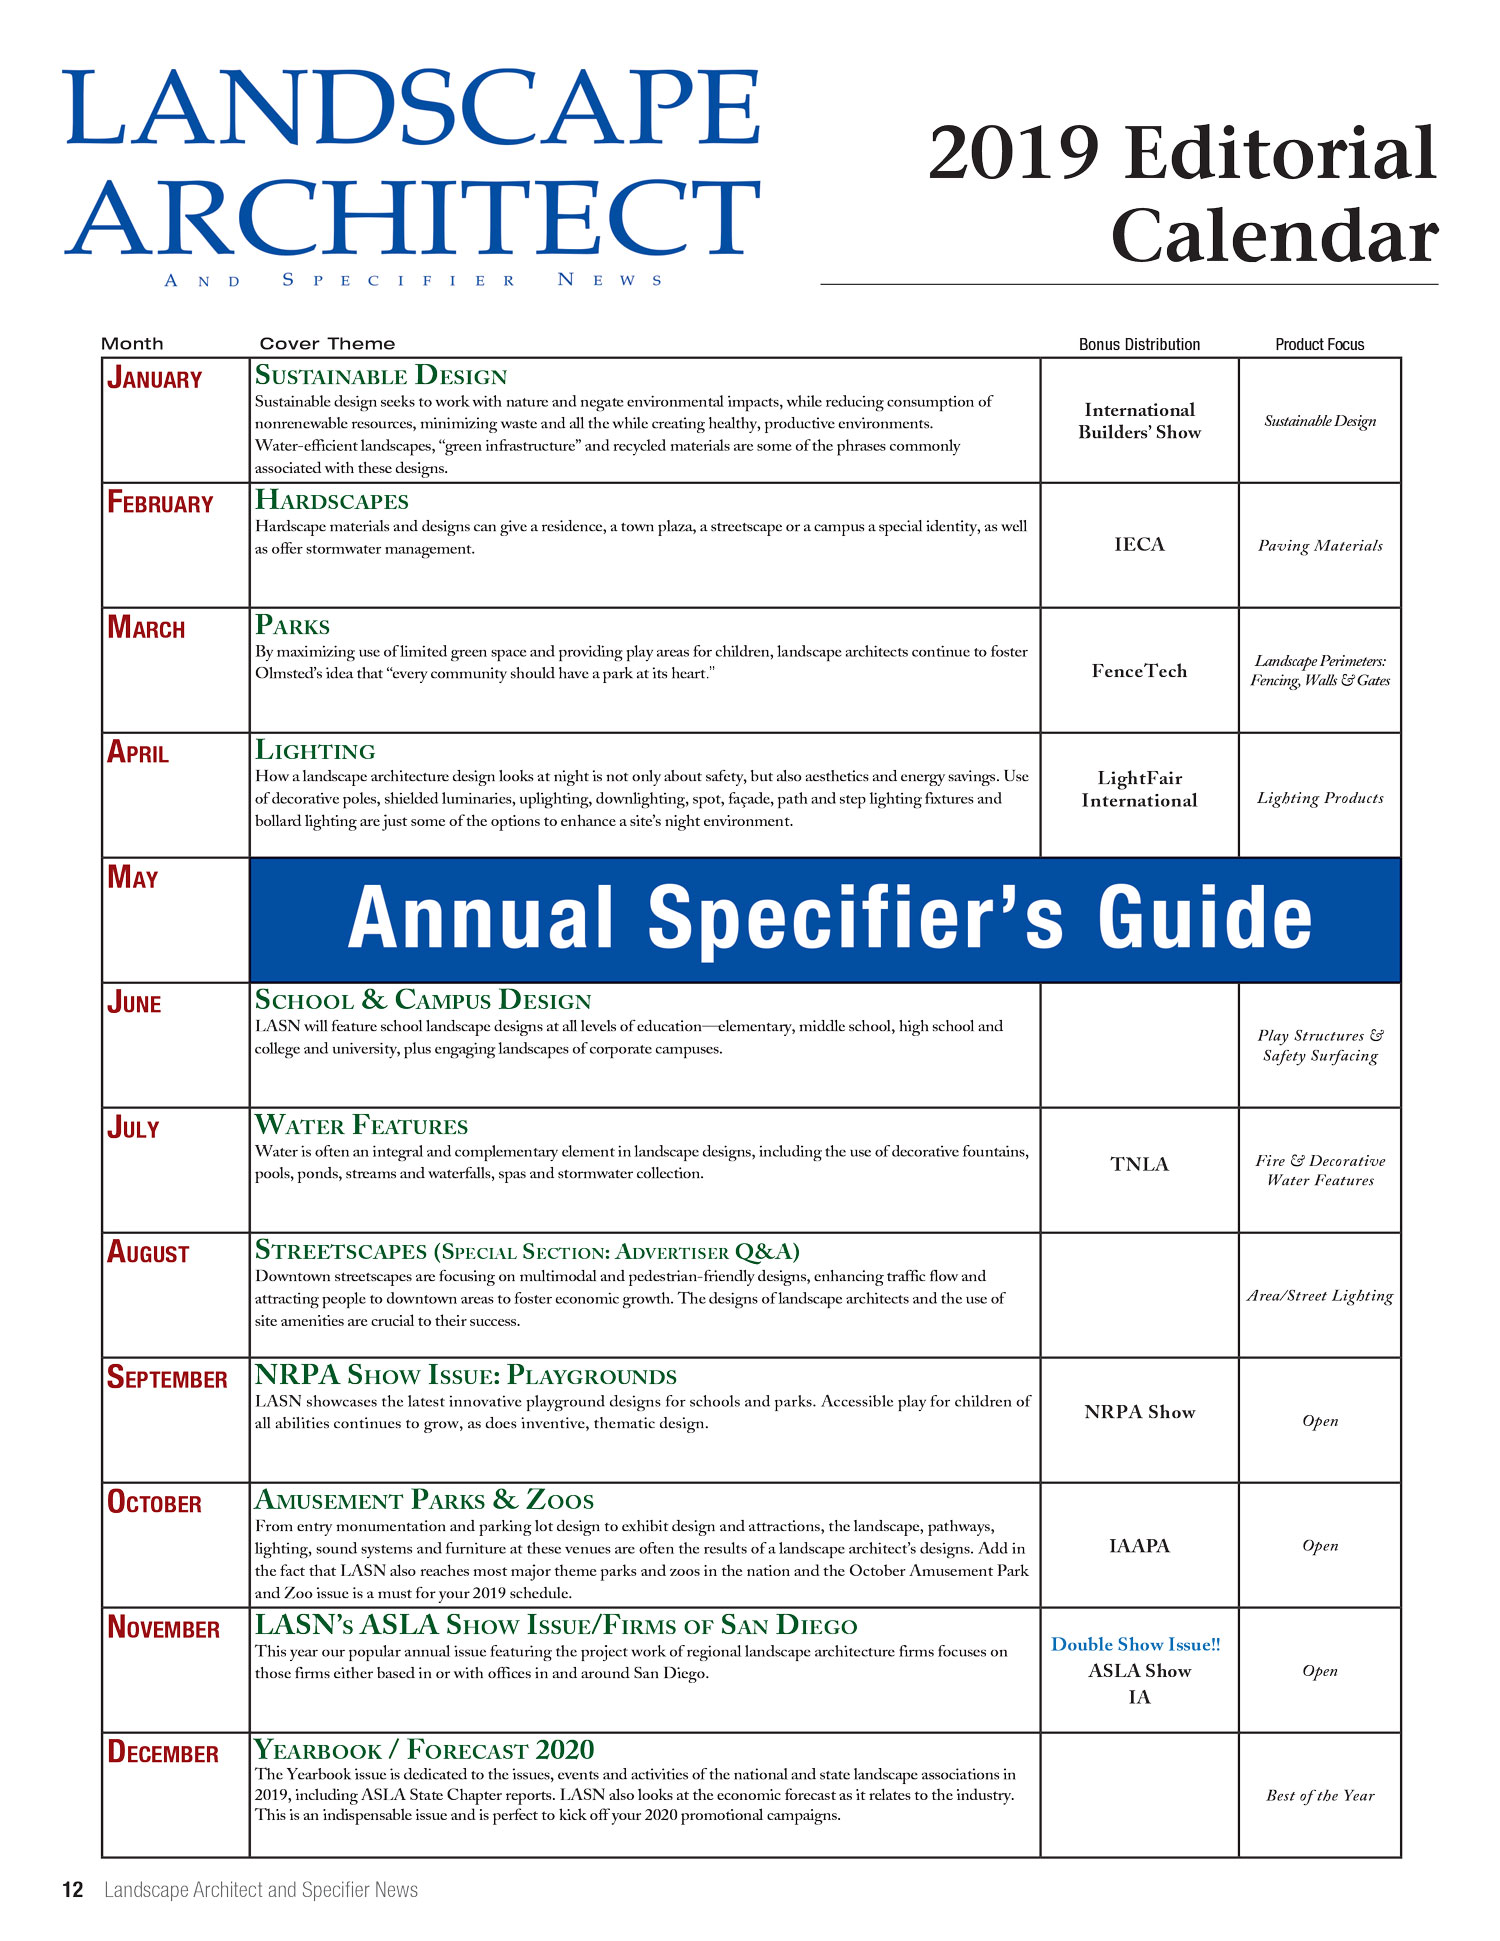 LANDSCAPE
ARCHITECT
AND SPECIFIER NEWS
2019 Editorial
Calendar
Month Cover Theme Bonus Distribution Product Focus
JANUARY
SUSTAINABLE DESIGN
Sustainable design seeks to work with nature and negate environmental impacts, while reducing consumption of
nonrenewable resources, minimizing waste and all the while creating healthy, productive environments.
Water-efficient landscapes, “green infrastructure” and recycled materials are some of the phrases commonly
associated with these designs.
International
Builders’ Show
Sustainable Design
FEBRUARY
HARDSCAPES
Hardscape materials and designs can give a residence, a town plaza, a streetscape or a campus a special identity, as well
as offer stormwater management.
IECA
Paving Materials
MARCH
PARKS
By maximizing use of limited green space and providing play areas for children, landscape architects continue to foster
Olmsted’s idea that “every community should have a park at its heart."
FenceTech
Landscape Perimeters:
Fencing, Walls & Gates
APRIL
LIGHTING
How a landscape architecture design looks at night is not only about safety, but also aesthetics and energy savings. Use
of decorative poles, shielded luminaries, uplighting, downlighting, spot, façade, path and step lighting fixtures and
bollard lighting are just some of the options to enhance a site’s night environment.
LightFair
International
Lighting Products
MAY
Annual Specifier’s Guide
JUNE
SCHOOL & CAMPUS DESIGN
LASN will feature school landscape designs at all levels of education—elementary, middle school, high school and
college and university, plus engaging landscapes of corporate campuses.
Play Structures &
Safety Surfacing
JULY
WATER FEATURES
Water is often an integral and complementary element in landscape designs, including the use of decorative fountains,
pools, ponds, streams and waterfalls, spas and stormwater collection.
TNLA
Fire & Decorative
Water Features
AUGUST
STREETSCAPES (SPECIAL SECTION: ADVERTISER Q&A)
Downtown streetscapes are focusing on multimodal and pedestrian-friendly designs, enhancing traffic flow and
attracting people to downtown areas to foster economic growth. The designs of landscape architects and the use of
site amenities are crucial to their success.
Area/Street Lighting
SEPTEMBER
NRPA SHOW ISSUE: PLAYGROUNDS
LASN showcases the latest innovative playground designs for schools and parks. Accessible play for children of
all abilities continues to grow, as does inventive, thematic design.
NRPA Show
Open
OCTOBER
AMUSEMENT PARKS & ZOOS
From entry monumentation and parking lot design to exhibit design and attractions, the landscape, pathways,
lighting, sound systems and furniture at these venues are often the results of a landscape architect’s designs. Add in
the fact that LASN also reaches most major theme parks and zoos in the nation and the October Amusement Park
and Zoo issue is a must for your 2019 schedule.
IAAPA
Open
NOVEMBER
LASN’S ASLA SHOW ISSUE/FIRMS OF SAN DIEGO
This year our popular annual issue featuring the project work of regional landscape architecture firms focuses on
those firms either based in or with offices in and around San Diego.
Double Show Issue!!
ASLA Show
IA
Open
DECEMBER
YEARBOOK / FORECAST 2020
The Yearbook issue is dedicated to the issues, events and activities of the national and state landscape associations in
2019, including ASLA State Chapter reports. LASN also looks at the economic forecast as it relates to the industry.
This is an indispensable issue and is perfect to kick off your 2020 promotional campaigns.
Best of the Year
12 Landscape Architect and Specifier News